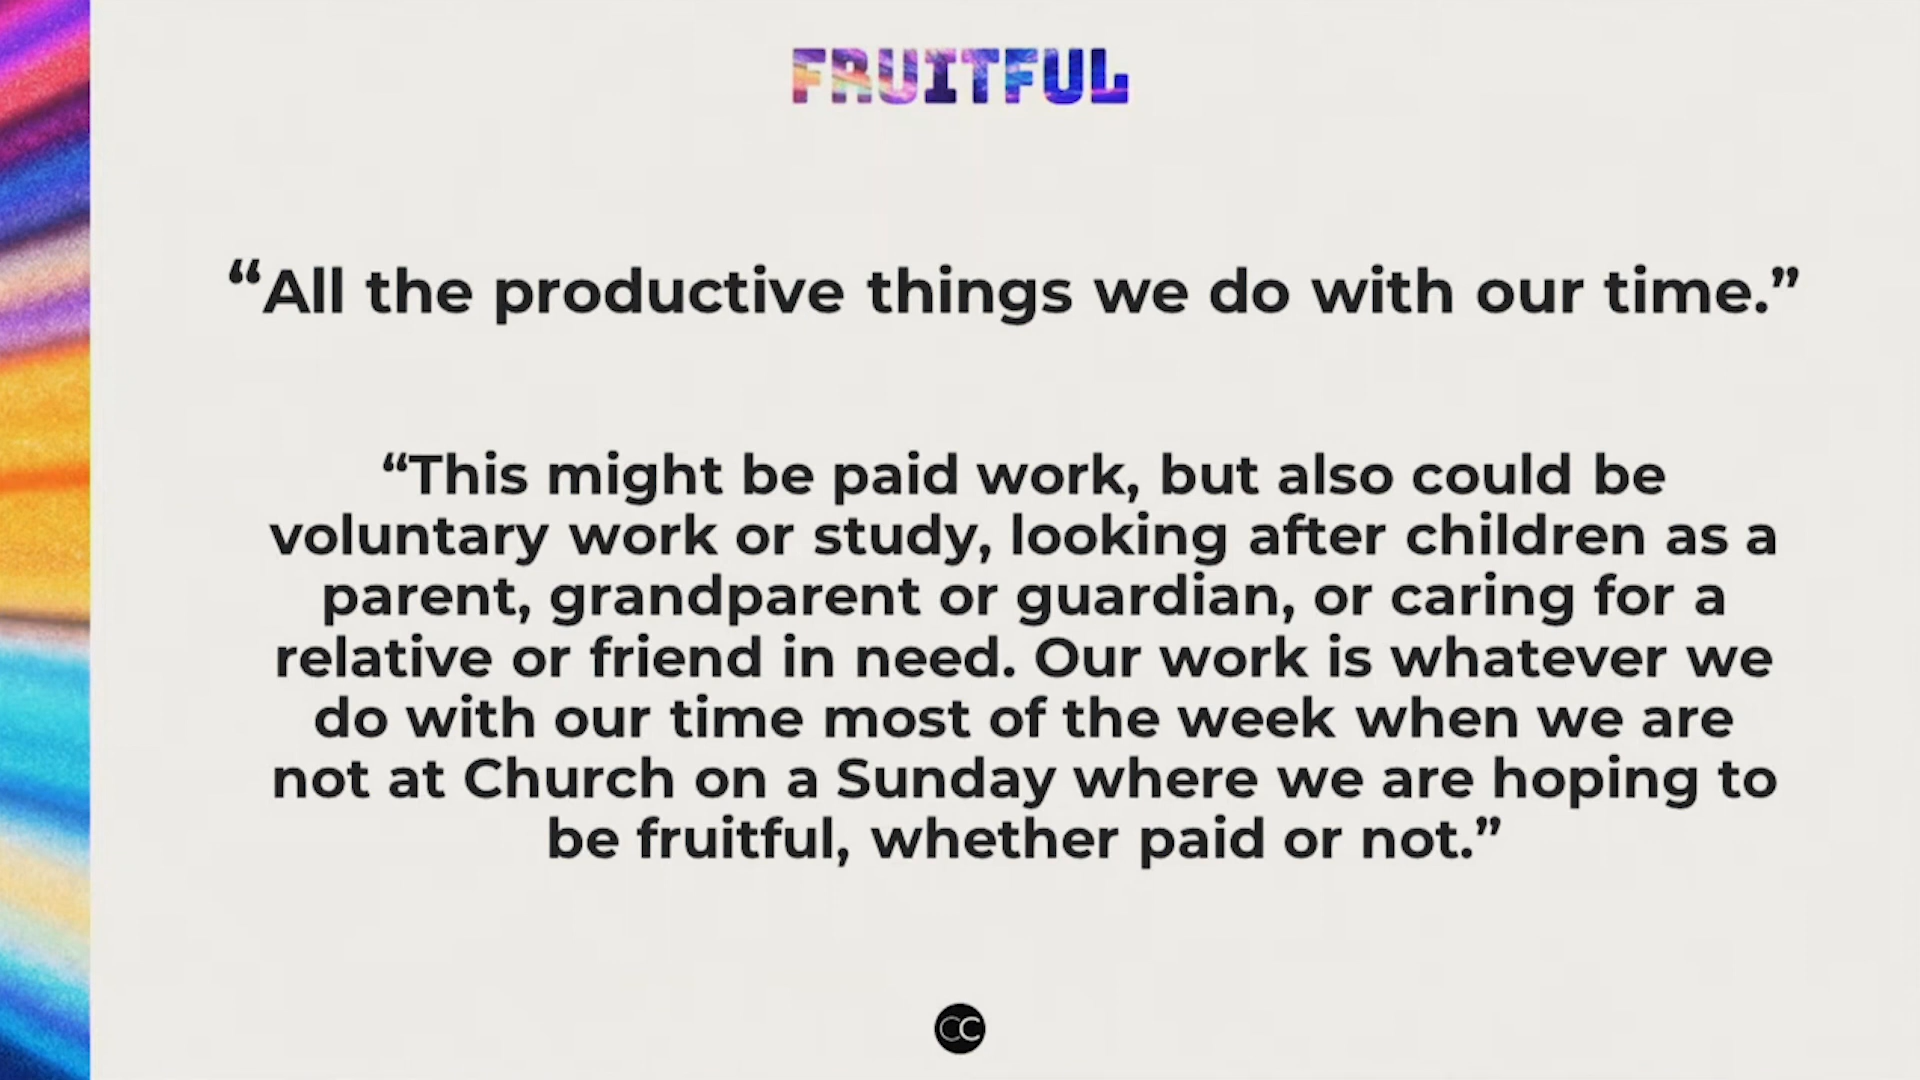 FRUITFUL
“All the productive things we do with our time.”
“This might be paid work, but also could be
voluntary work or study, looking after children as a
parent, grandparent or guardian, or caring for a
relative or friend in need. Our work is whatever we
do with our time most of the week when we are
not at Church on a Sunday where we are hoping to
be fruitful, whether paid or not.”
CC